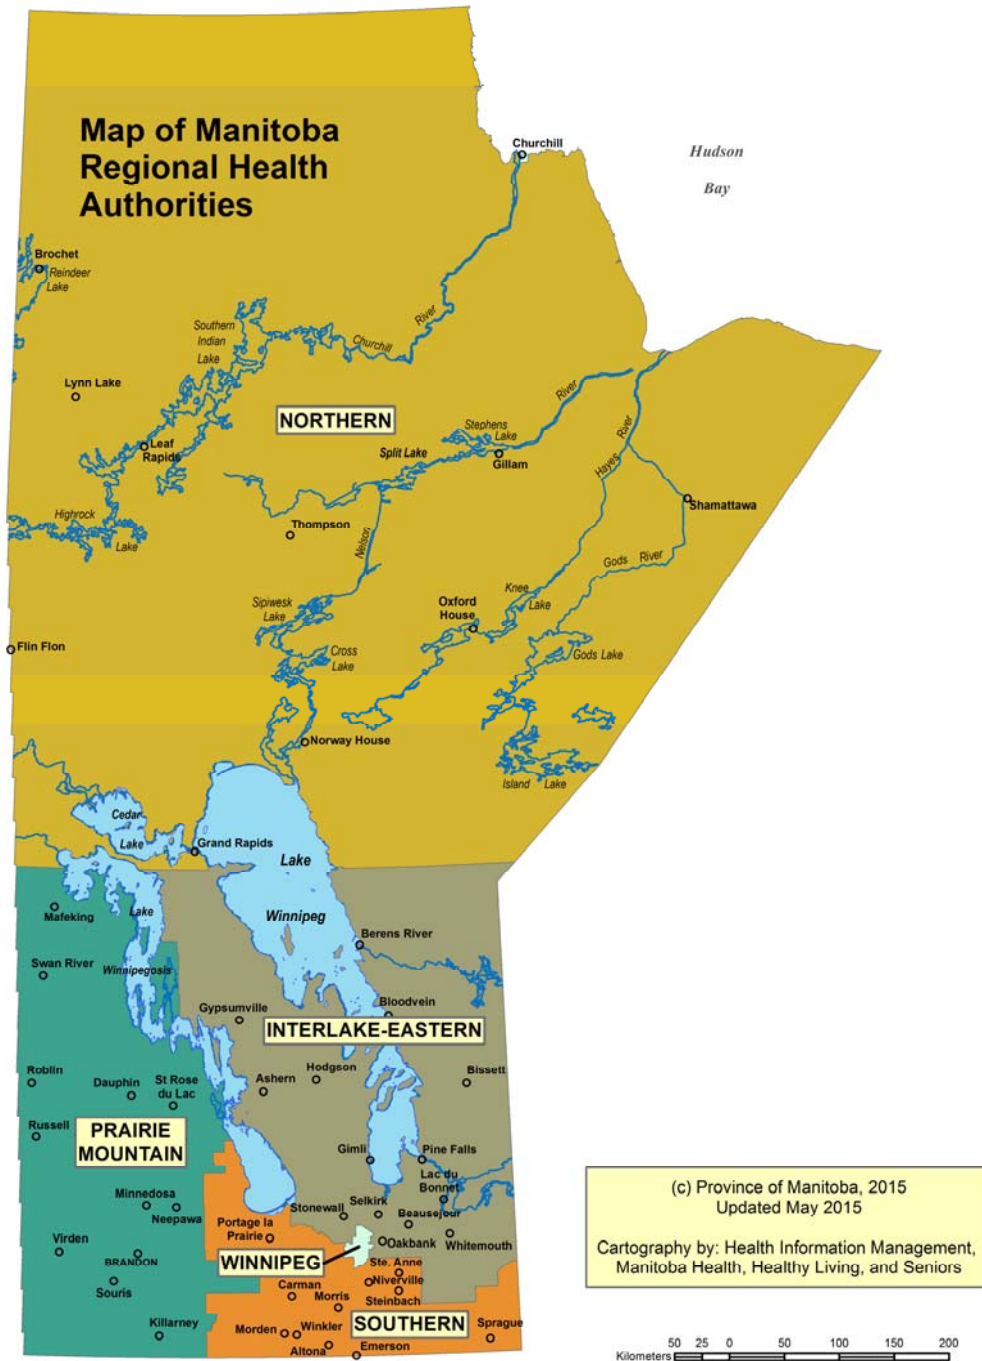 Map of Manitoba
Regional Health
Authorities
Churchill
Hudson
Bay
Brochet
Reindeer
Lake
Southern
Indian
Lake
Churchill
River
Lynn Lake
NORTHERN
River
Stephens
Lake
Split Lake
Gillam
Leaf
Rapids
Hayes
River
Shamattawa
Highrock
Lake
Thompson
Nelson
Gods River
Sipiwesk
Lake
Knee
Lake
Oxford
House
Flin Flon
Cross
Lake
Gods Lake
Norway House
Island Lake
Cedar
Lake
Grand Rapids
Lake
Winnipeg
Mafeking
Lake
Winnipegosis
Berens River
Swan River
Gypsumville
Bloodvein
INTERLAKE-EASTERN
Roblin
Dauphin
St Rose
du Lac
Ashern
Hodgson
Bissett
Russell
PRAIRIE
MOUNTAIN
Gimli
Pine Falls
Lac du
Bonnet
Minnedosa
Neepawa
Stonewall
Selkirk
Beausejour
Portage la
Prairie
Oakbank
Whitemouth
Virden
BRANDON
WINNIPEG
Ste. Anne
Souris
Carman
Niverville
Steinbach
Morris
SOUTHERN
Killarney
Morden
Winkler
Altona
Emerson
Sprague
(c) Province of Manitoba, 2015
Updated May 2015
Cartography by: Health Information Management,
Manitoba Health, Healthy Living, and Seniors
50 25 0 50 100 150 200
Kilometers